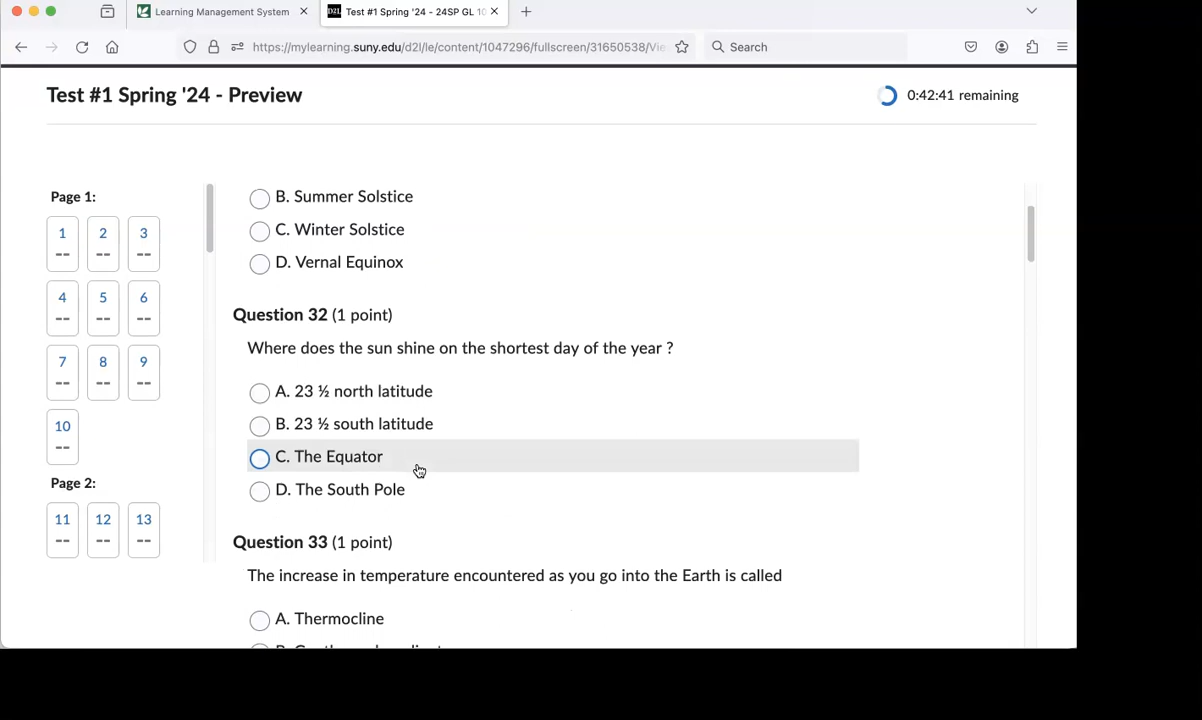 Learning Management System
Test #1 Spring '24 - 24SP GL 10
https://mylearning.suny.edu/d2l/le/content/1047296/fullscreen/31650538/Vie
Search
Test #1 Spring '24 - Preview
0:42:41 remaining
Page 1:
1 2 3
-- -- --
4 5 6
-- -- --
7 8 9
-- -- --
10
--
Page 2:
11 12 13
-- -- --
B. Summer Solstice
C. Winter Solstice
D. Vernal Equinox
Question 32 (1 point)
Where does the sun shine on the shortest day of the year ?
A. 23 ½ north latitude
B. 23 ½ south latitude
C. The Equator
D. The South Pole
Question 33 (1 point)
The increase in temperature encountered as you go into the Earth is called
A. Thermocline